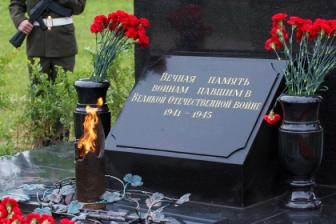 Вечная память
воинам павшим в
Великой Отечественной войне
1941 - 1945